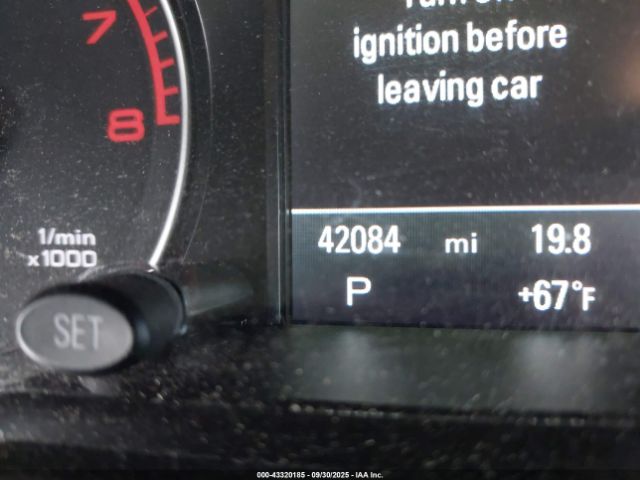 7
8
1/min
x1000
SET
ignition before
leaving car
42084 mi 19.8
P +67°F
000-43320185 - 09/30/2025 - IAA Inc.